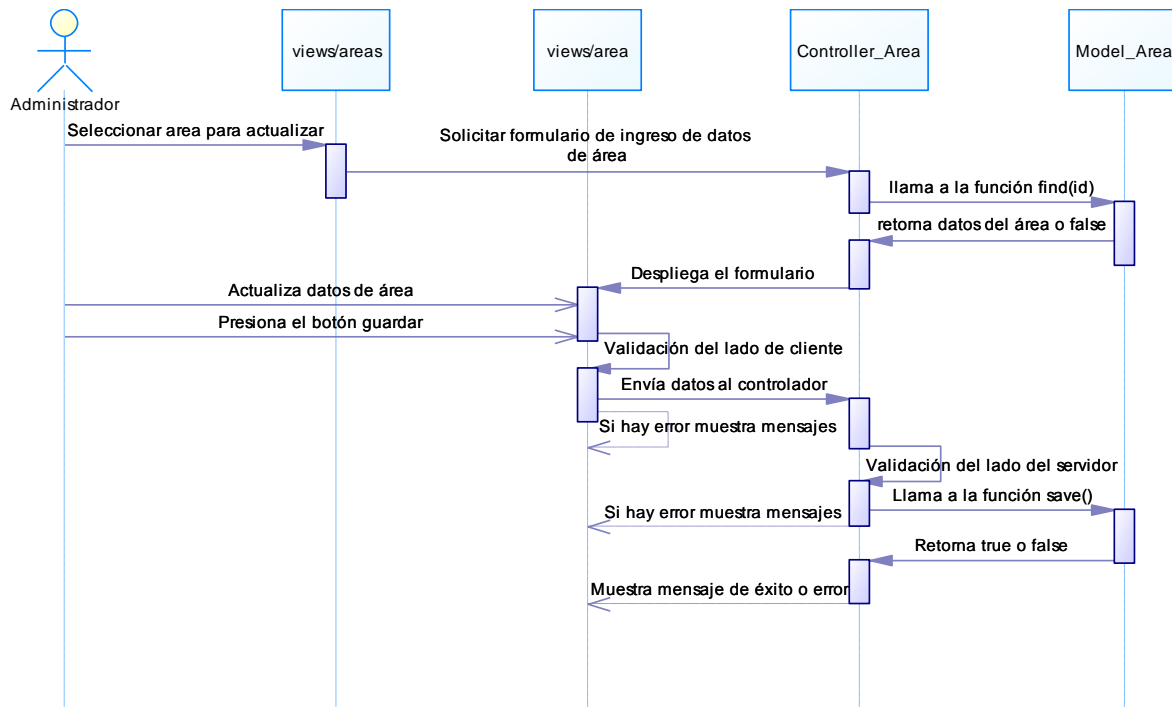 views/areas
views/area
Controller_Area
Model_Area
Administrador
Seleccionar area para actualizar
Solicitar formulario de ingreso de datos
de área
llama a la función find(id)
retorna datos del área o false
Despliega el formulario
Actualiza datos de área
Presiona el botón guardar
Validación del lado de cliente
Envía datos al controlador
Si hay error muestra mensajes
Validación del lado del servidor
Llama a la función save()
Si hay error muestra mensajes
Retorna true o false
Muestra mensaje de éxito o error